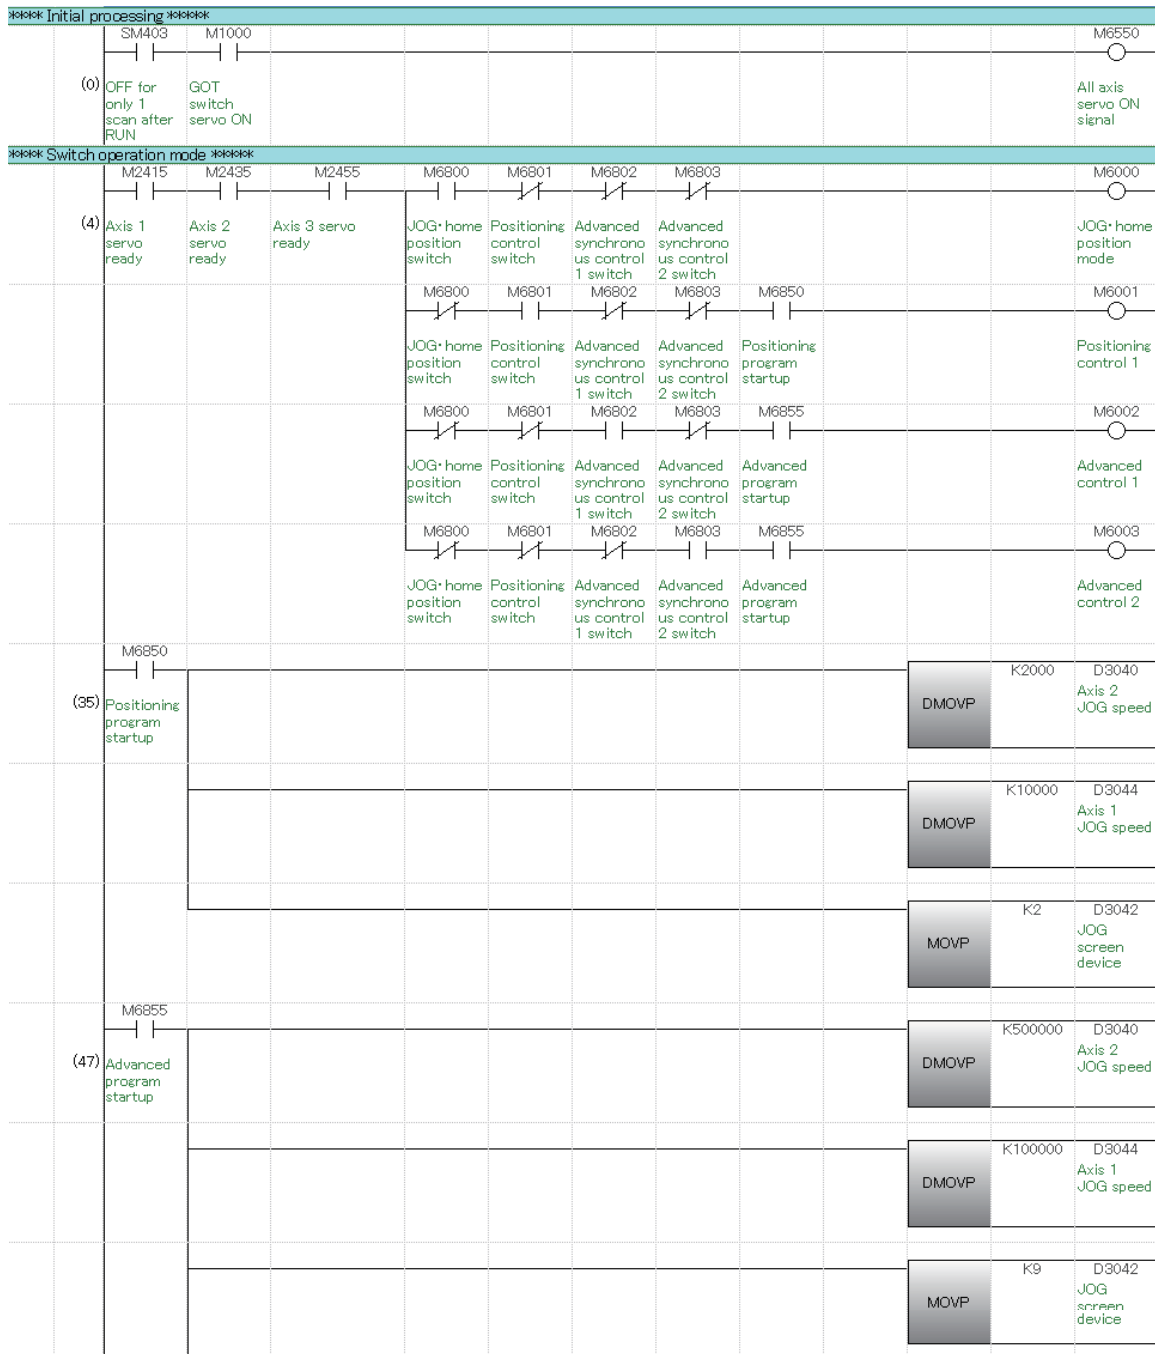 ***** Initial processing *****
SM403 M1000 M6550
(0) OFF for GOT All axis
only 1 switch servo ON
scan after servo ON signal
RUN
***** Switch operation mode *****
M2415 M2435 M2455 M6800 M6801 M6802 M6803 M6000
(4) Axis 1 Axis 2 Axis 3 servo JOG・home Positioning Advanced Advanced JOG・home
servo servo ready position control synchrono synchrono position
ready ready switch switch us control us control mode
1 switch 2 switch
M6800 M6801 M6802 M6803 M6850 M6001
JOG・home Positioning Advanced Advanced Positioning Positioning
position control synchrono synchrono program control 1
switch switch us control us control startup
1 switch 2 switch
M6800 M6801 M6802 M6803 M6855 M6002
JOG・home Positioning Advanced Advanced Advanced Advanced
position control synchrono synchrono program control 1
switch switch us control us control startup
1 switch 2 switch
M6800 M6801 M6802 M6803 M6855 M6003
JOG・home Positioning Advanced Advanced Advanced Advanced
position control synchrono synchrono program control 2
switch switch us control us control startup
1 switch 2 switch
M6850
K2000 D3040
(35) Positioning DMOVP Axis 2
program JOG speed
startup
K10000 D3044
DMOVP Axis 1
JOG speed
K2 D3042
MOVP JOG
screen
device
M6855
K500000 D3040
(47) Advanced DMOVP Axis 2
program JOG speed
startup
K100000 D3044
DMOVP Axis 1
JOG speed
K9 D3042
MOVP JOG
screen
device